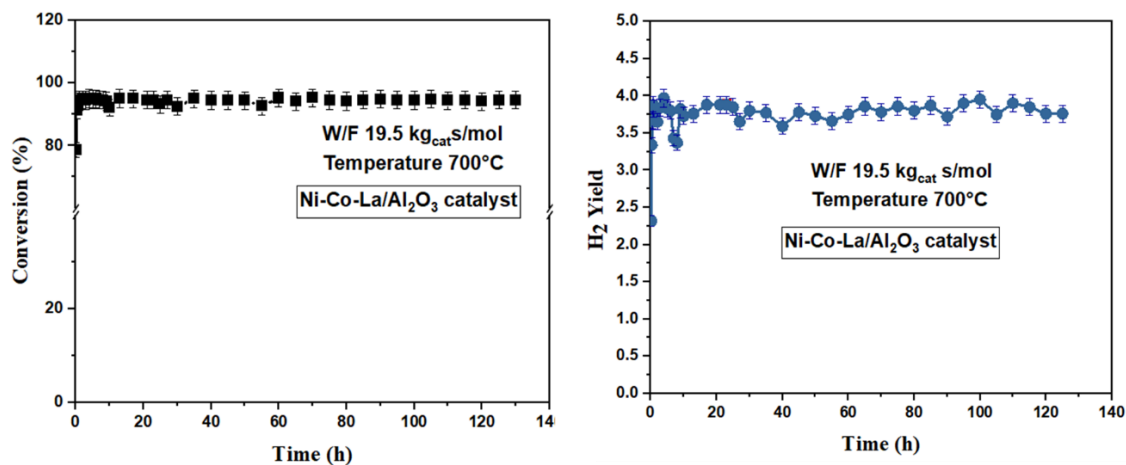 120
100
80
20
0
Conversion (%)
W/F 19.5 kgcats/mol
Temperature 700°C
Ni-Co-La/Al2O3 catalyst
0 20 40 60 80 100 120 140
Time (h)
5.0
4.5
4.0
3.5
3.0
2.5
2.0
1.5
1.0
0.5
0.0
H2 Yield
W/F 19.5 kgcat s/mol
Temperature 700°C
Ni-Co-La/Al2O3 catalyst
0 20 40 60 80 100 120 140
Time (h)